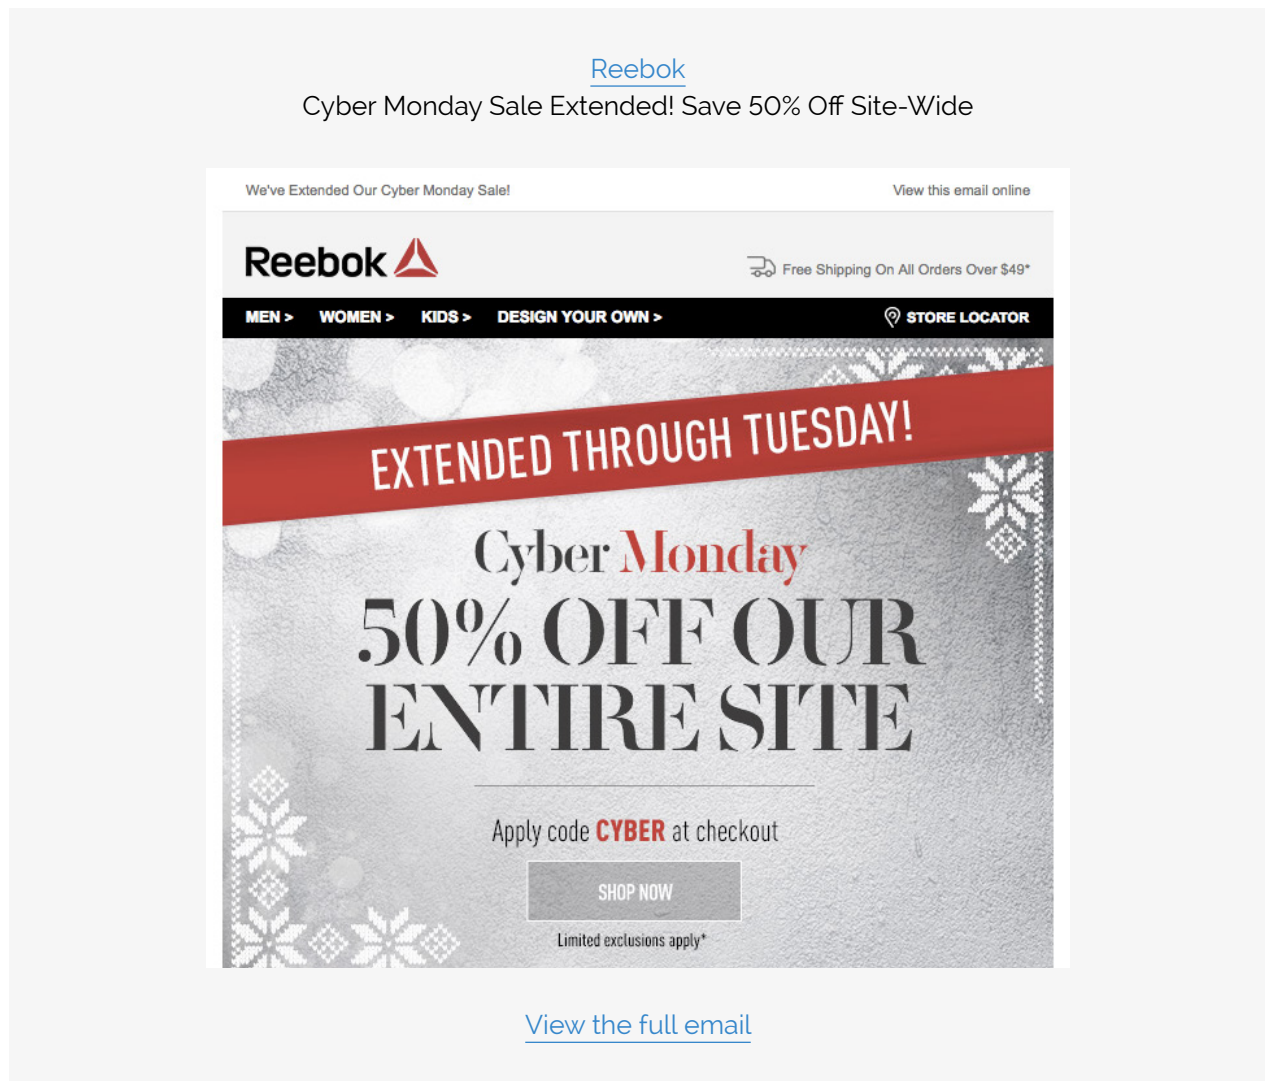 Reebok
Cyber Monday Sale Extended! Save 50% Off Site-Wide
We've Extended Our Cyber Monday Sale!
View this email online
Reebok
Free Shipping On All Orders Over $49*
MEN > WOMEN > KIDS > DESIGN YOUR OWN >
STORE LOCATOR
EXTENDED THROUGH TUESDAY!
Cyber Monday
50% OFF OUR
ENTIRE SITE
Apply code CYBER at checkout
SHOP NOW
Limited exclusions apply*
View the full email